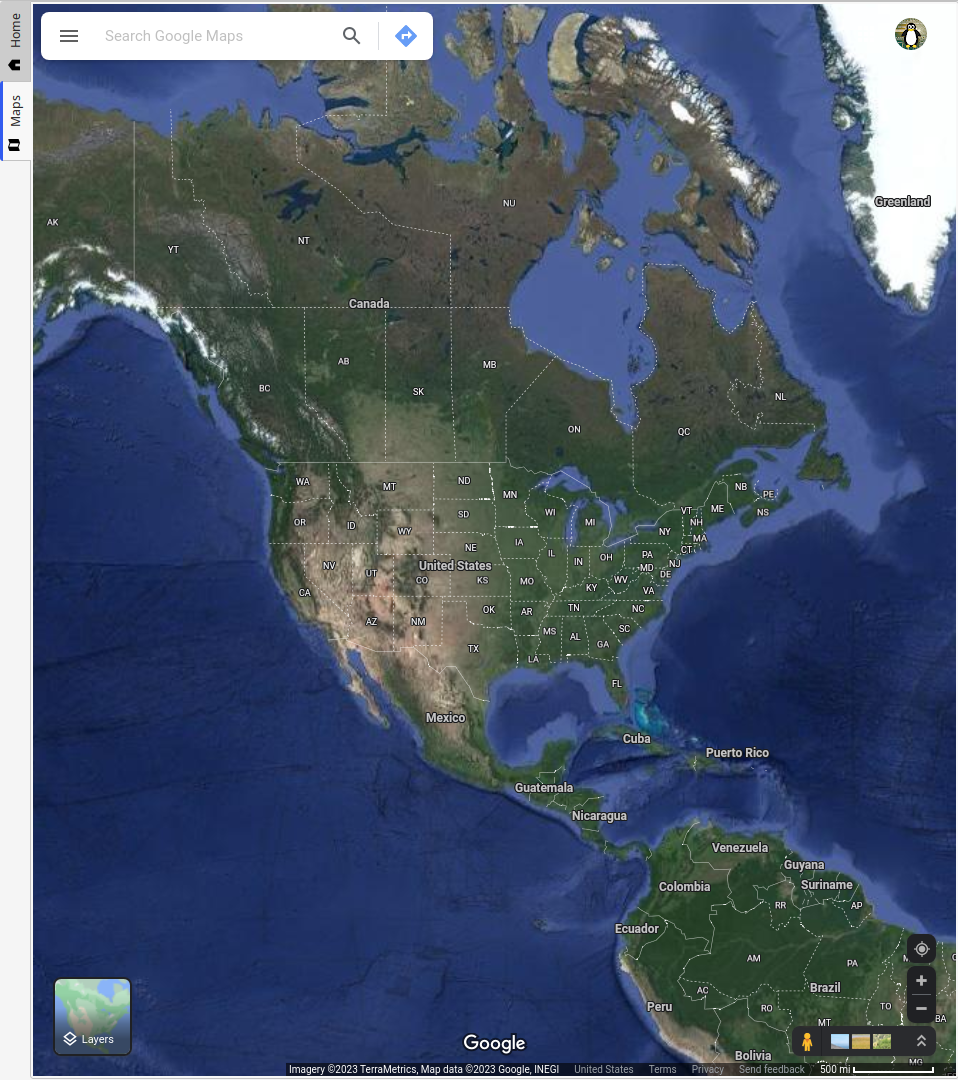 Home
Maps
Search Google Maps
Greenland
NU
AK
NT
YT
Canada
AB
MB
BC
SK
NL
ON
QC
WA
MT
ND
MN
NB
PE
OR
ID
SD
WI
MI
VT
ME
NS
WY
NY
NH
MA
NE
IA
IL
IN
OH
PA
CT
NV
UT
United States
CO
KS
MO
KY
WV
MD
NJ
DE
CA
VA
AZ
NM
OK
AR
TN
NC
TX
MS
AL
GA
SC
LA
FL
Mexico
Cuba
Puerto Rico
Guatemala
Nicaragua
Venezuela
Guyana
Colombia
Suriname
RR
AP
Ecuador
AM
PA
AC
Brazil
Peru
RO
TO
BA
MT
Bolivia
MG
Layers
Google
Imagery ©2023 TerraMetrics, Map data ©2023 Google, INEGI United States Terms Privacy Send feedback 500 mi